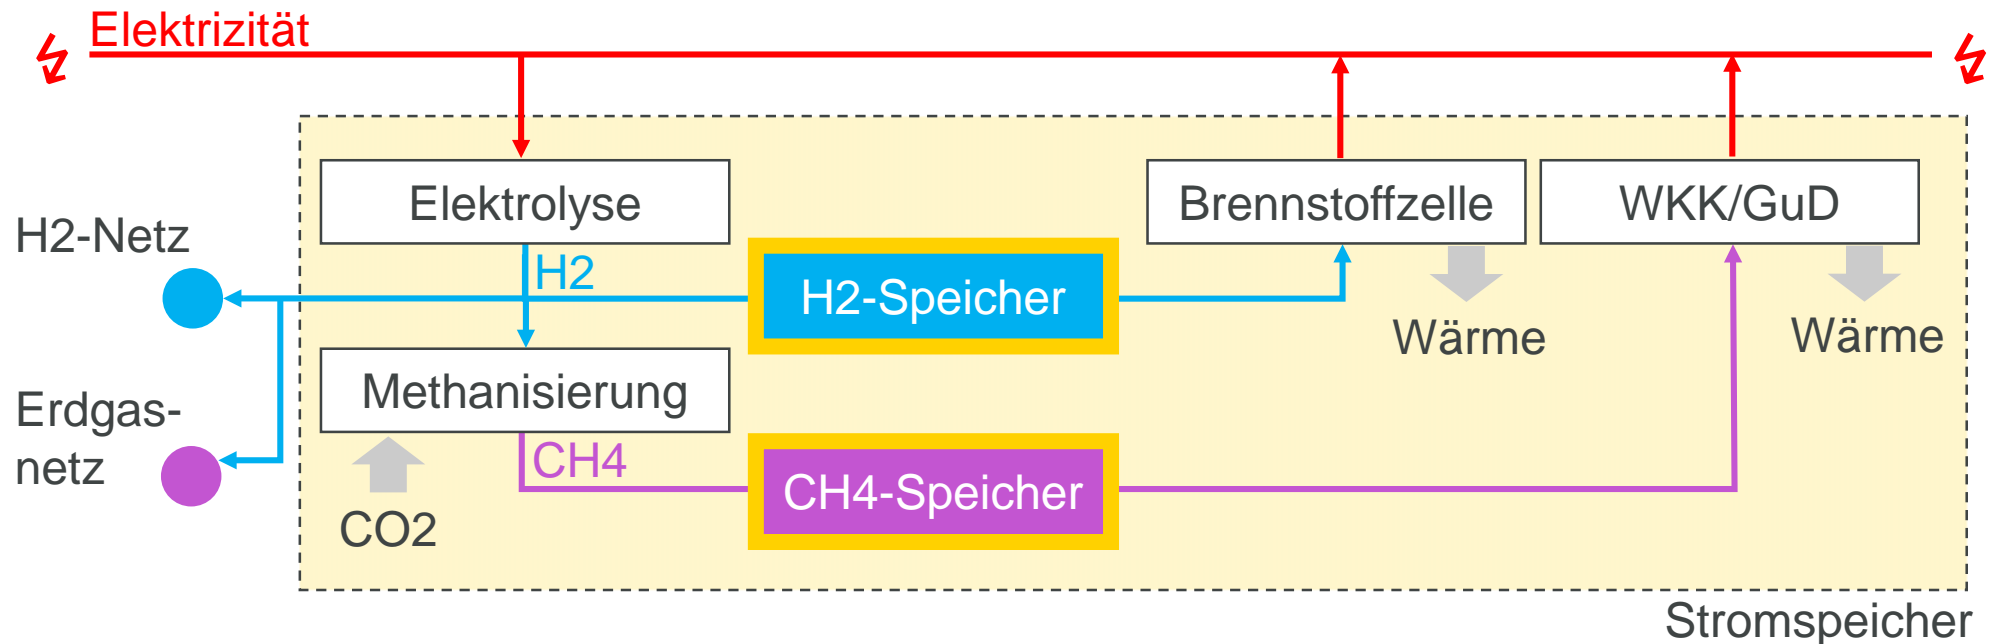 Elektrizität
Elektrolyse
Brennstoffzelle
WKK/GuD
H2-Netz
H2
H2-Speicher
Wärme
Wärme
Methanisierung
Erdgas-
netz
CH4
CH4-Speicher
CO2
Stromspeicher